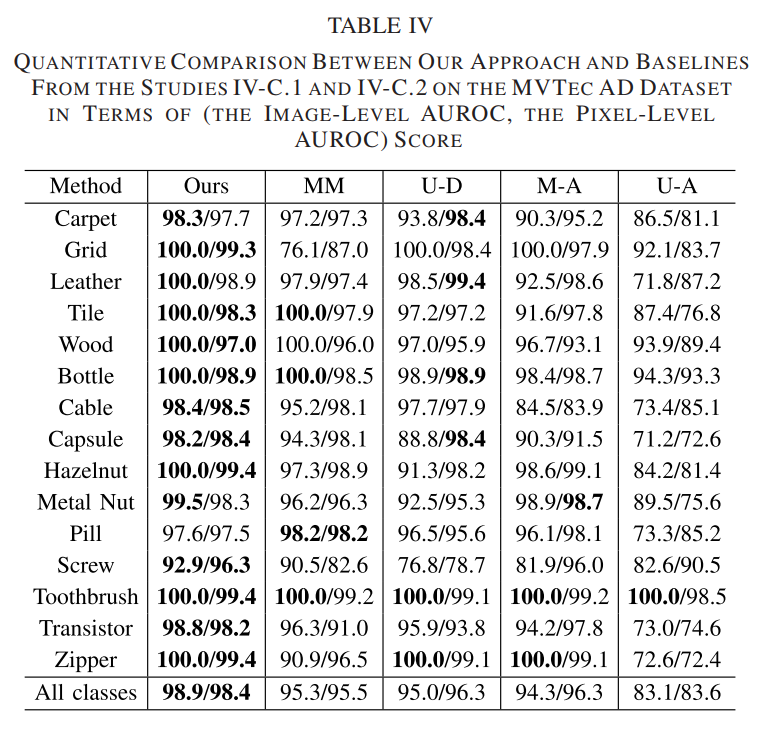 TABLE IV
QUANTITATIVE COMPARISON BETWEEN OUR APPROACH AND BASELINES
FROM THE STUDIES IV-C.1 AND IV-C.2 ON THE MVTEC AD DATASET
IN TERMS OF (THE IMAGE-LEVEL AUROC, THE PIXEL-LEVEL
AUROC) SCORE
Method Ours MM U-D M-A U-A
Carpet 98.3/97.7 97.2/97.3 93.8/98.4 90.3/95.2 86.5/81.1
Grid 100.0/99.3 76.1/87.0 100.0/98.4 100.0/97.9 92.1/83.7
Leather 100.0/98.9 97.9/97.4 98.5/99.4 92.5/98.6 71.8/87.2
Tile 100.0/98.3 100.0/97.9 97.2/97.2 91.6/97.8 87.4/76.8
Wood 100.0/97.0 100.0/96.0 97.0/95.9 96.7/93.1 93.9/89.4
Bottle 100.0/98.9 100.0/98.5 98.9/98.9 98.4/98.7 94.3/93.3
Cable 98.4/98.5 95.2/98.1 97.7/97.9 84.5/83.9 73.4/85.1
Capsule 98.2/98.4 94.3/98.1 88.8/98.4 90.3/91.5 71.2/72.6
Hazelnut 100.0/99.4 97.3/98.9 91.3/98.2 98.6/99.1 84.2/81.4
Metal Nut 99.5/98.3 96.2/96.3 92.5/95.3 98.9/98.7 89.5/75.6
Pill 97.6/97.5 98.2/98.2 96.5/95.6 96.1/98.1 73.3/85.2
Screw 92.9/96.3 90.5/82.6 76.8/78.7 81.9/96.0 82.6/90.5
Toothbrush 100.0/99.4 100.0/99.2 100.0/99.1 100.0/99.2 100.0/98.5
Transistor 98.8/98.2 96.3/91.0 95.9/93.8 94.2/97.8 73.0/74.6
Zipper 100.0/99.4 90.9/96.5 100.0/99.1 100.0/99.1 72.6/72.4
All classes 98.9/98.4 95.3/95.5 95.0/96.3 94.3/96.3 83.1/83.6